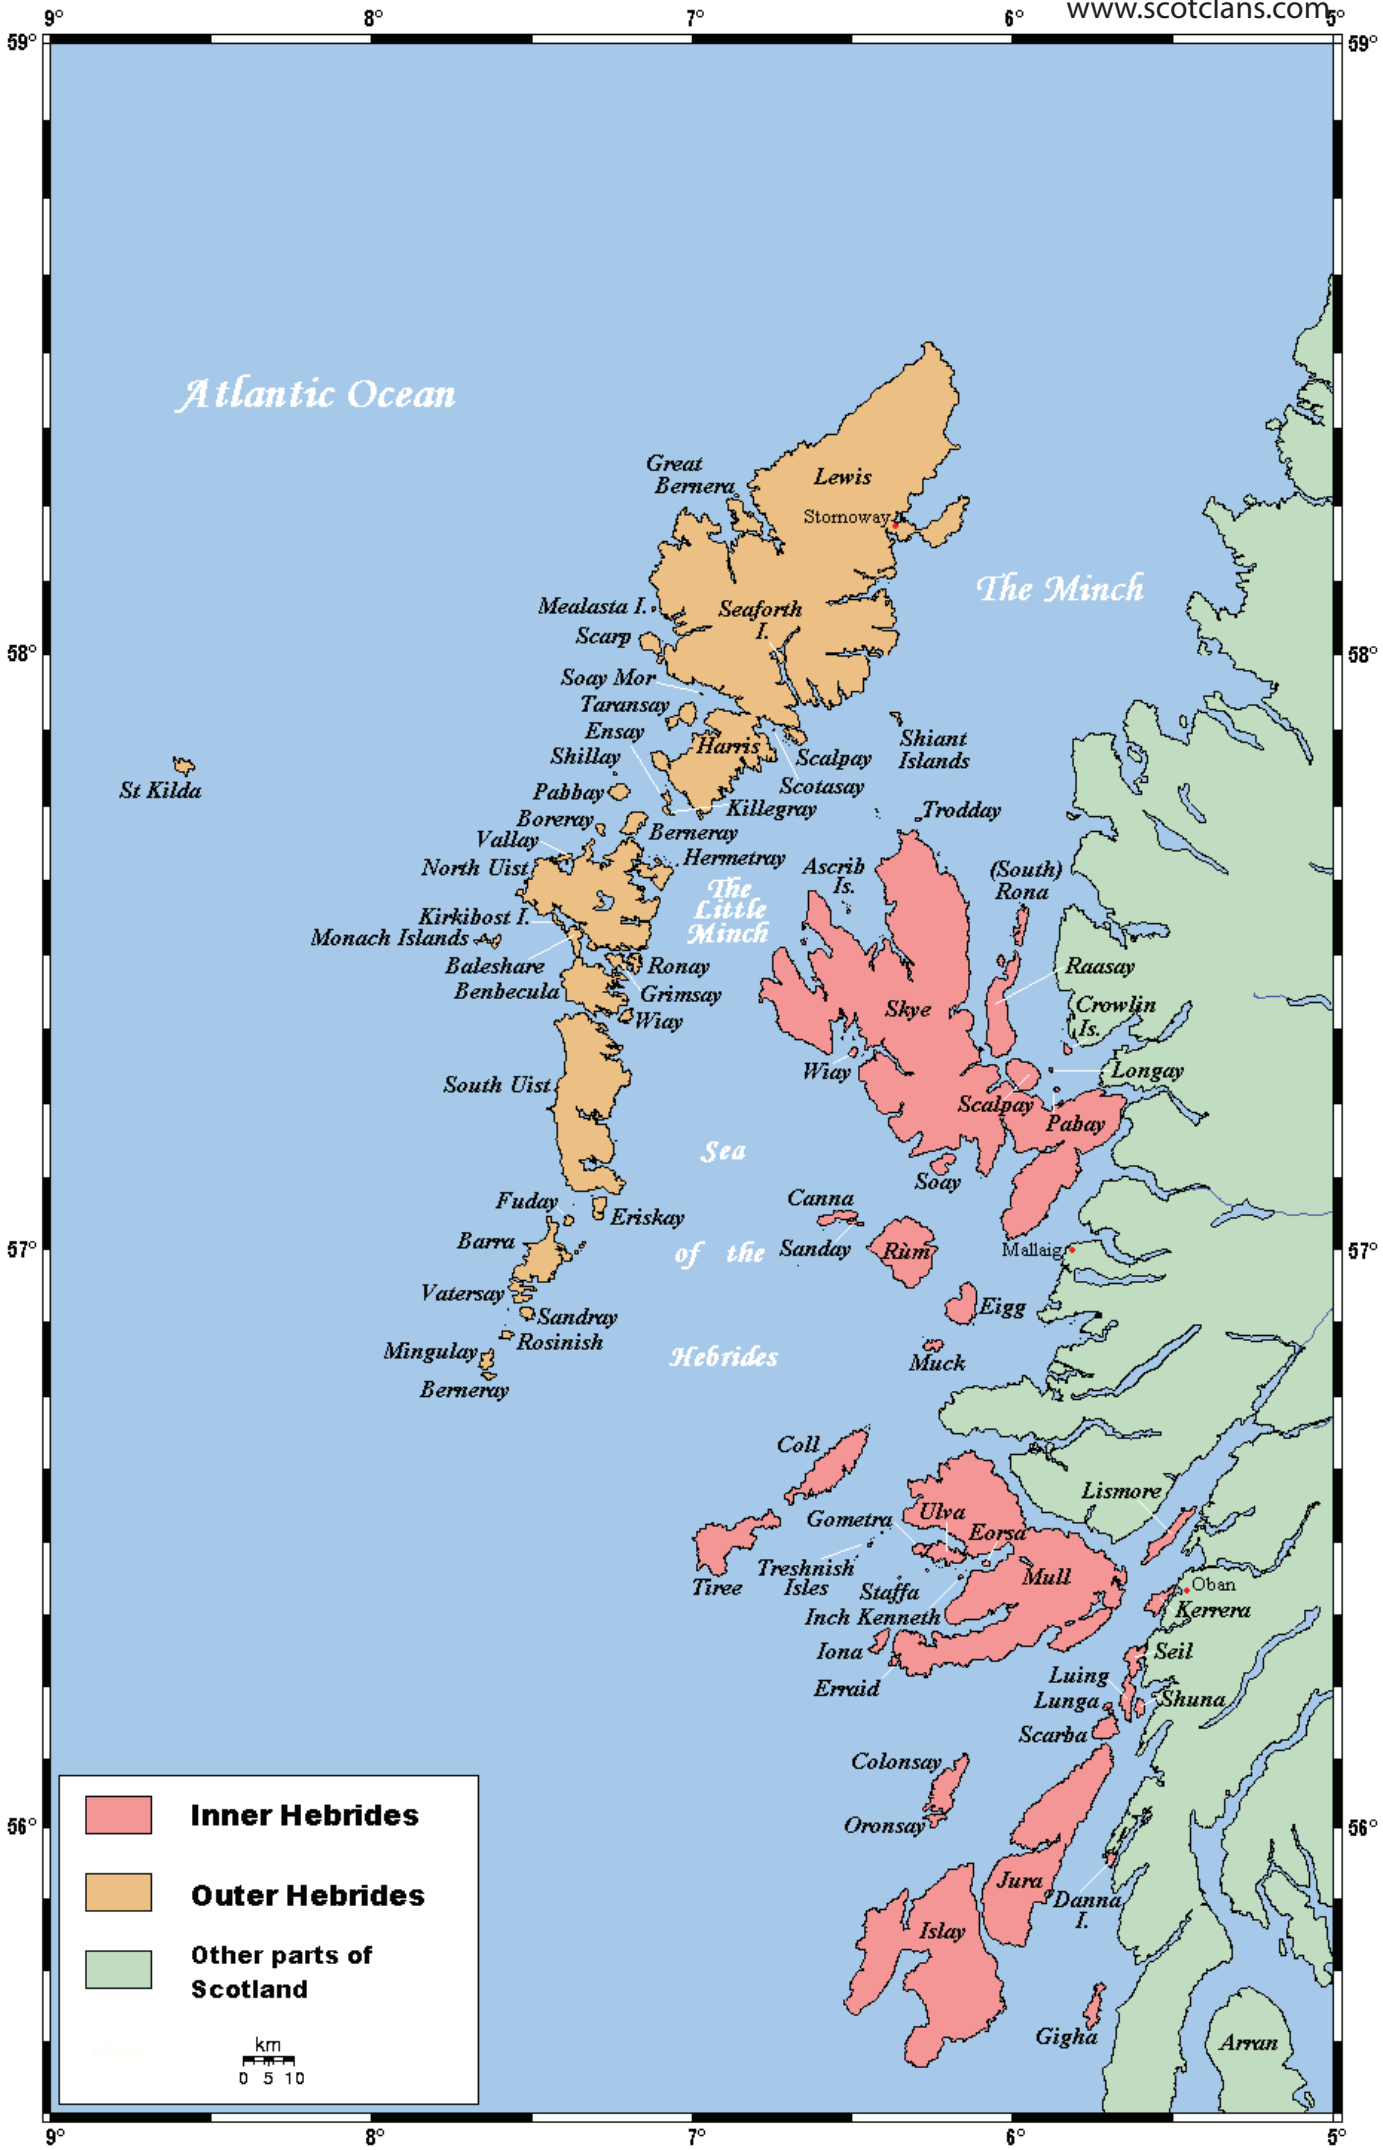 www.scotclans.com
9°
8°
7°
6°
5°
59°
59°
Atlantic Ocean
Great
Bernera
Lewis
Stornoway
The Minch
Mealasta I.
Seaforth
I.
Scarp
58°
58°
Soay Mor
Taransay
Ensay
Harris
Shiant
Islands
Shillay
Scalpay
St Kilda
Pabbay
Scotasay
Killegray
Boreray
Trodday
Berneray
Vallay
Hermetray
North Uist
Ascrib
Is.
(South)
Rona
The
Little
Minch
Kirkibost I.
Monach Islands
Baleshare
Ronay
Raasay
Benbecula
Grimsay
Skye
Crowlin
Is.
Wiay
Wiay
Longay
South Uist
Scalpay
Pabay
Sea
Soay
Canna
Fuday
Eriskay
Barra
of the
Sanday
Rùm
Mallaig
57°
57°
Vatersay
Eigg
Sandray
Rosinish
Mingulay
Hebrides
Muck
Berneray
Coll
Lismore
Gometra
Ulva
Eorsa
Treshnish
Isles
Tiree
Staffa
Mull
Oban
Inch Kenneth
Kerrera
Iona
Seil
Erraid
Luing
Lunga
Shuna
Scarba
Colonsay
Oronsay
56°
56°
Jura
Danna
I.
Islay
Gigha
Arran
Inner Hebrides
Outer Hebrides
Other parts of
Scotland
km
0 5 10
9°
8°
7°
6°
5°